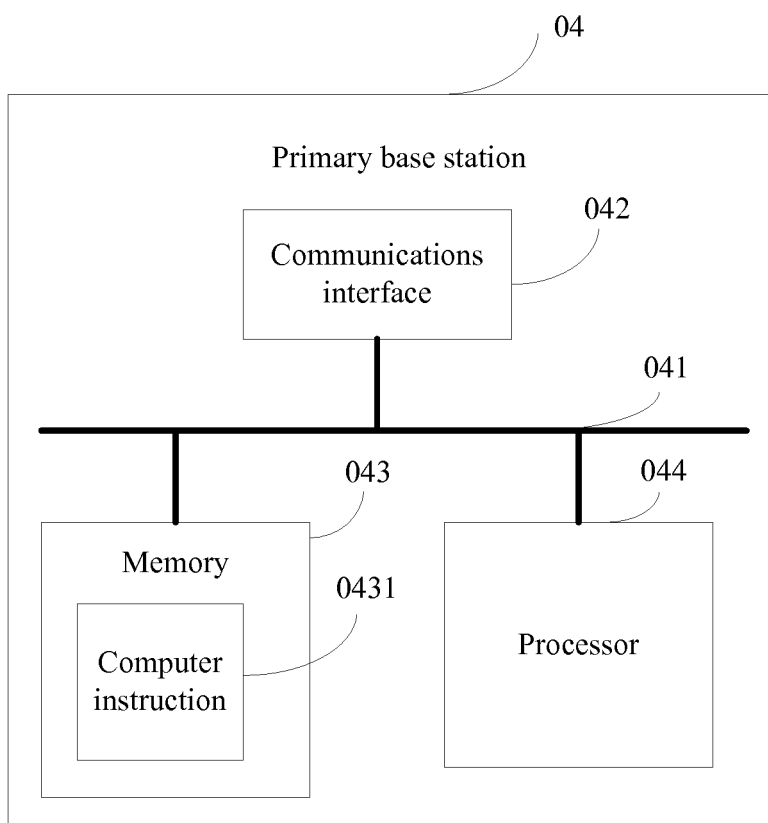 04
Primary base station
042
Communications
interface
041
043
044
Memory
0431
Computer
instruction
Processor